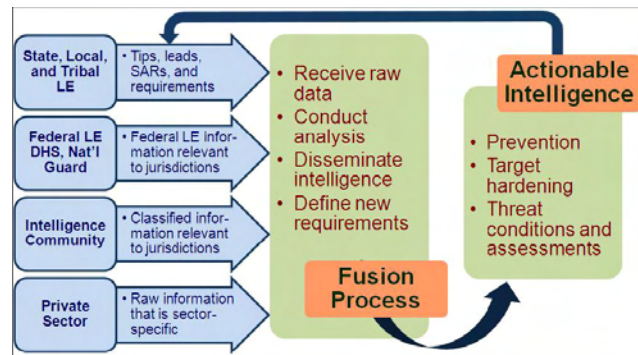 State, Local,
and Tribal
LE
• Tips, leads,
SARs, and
requirements
Federal LE
DHS, Nat'l
Guard
• Federal LE infor-
mation relevant
to jurisdictions
Intelligence
Community
• Classified infor-
mation relevant
to jurisdictions
Private
Sector
• Raw information
that is sector-
specific
• Receive raw
data
• Conduct
analysis
• Disseminate
intelligence
• Define new
requirements
Fusion
Process
Actionable
Intelligence
• Prevention
• Target
hardening
• Threat
conditions and
assessments